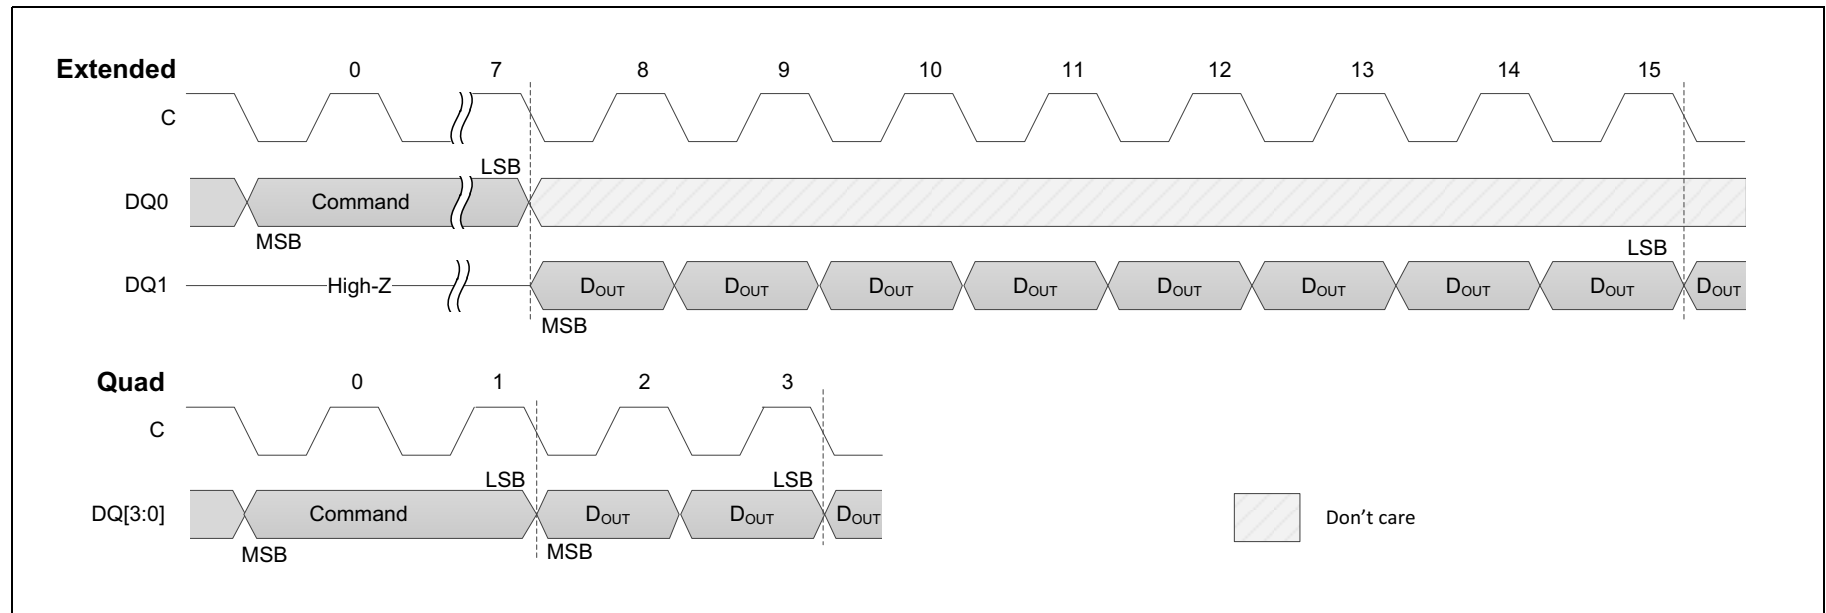 Extended 0 7 8 9 10 11 12 13 14 15
C
LSB
DQ0 Command
MSB
LSB
DQ1 High-Z DOUT DOUT DOUT DOUT DOUT DOUT DOUT DOUT DOUT
MSB
Quad 0 1 2 3
C
LSB LSB
DQ[3:0] Command DOUT DOUT DOUT Don’t care
MSB MSB